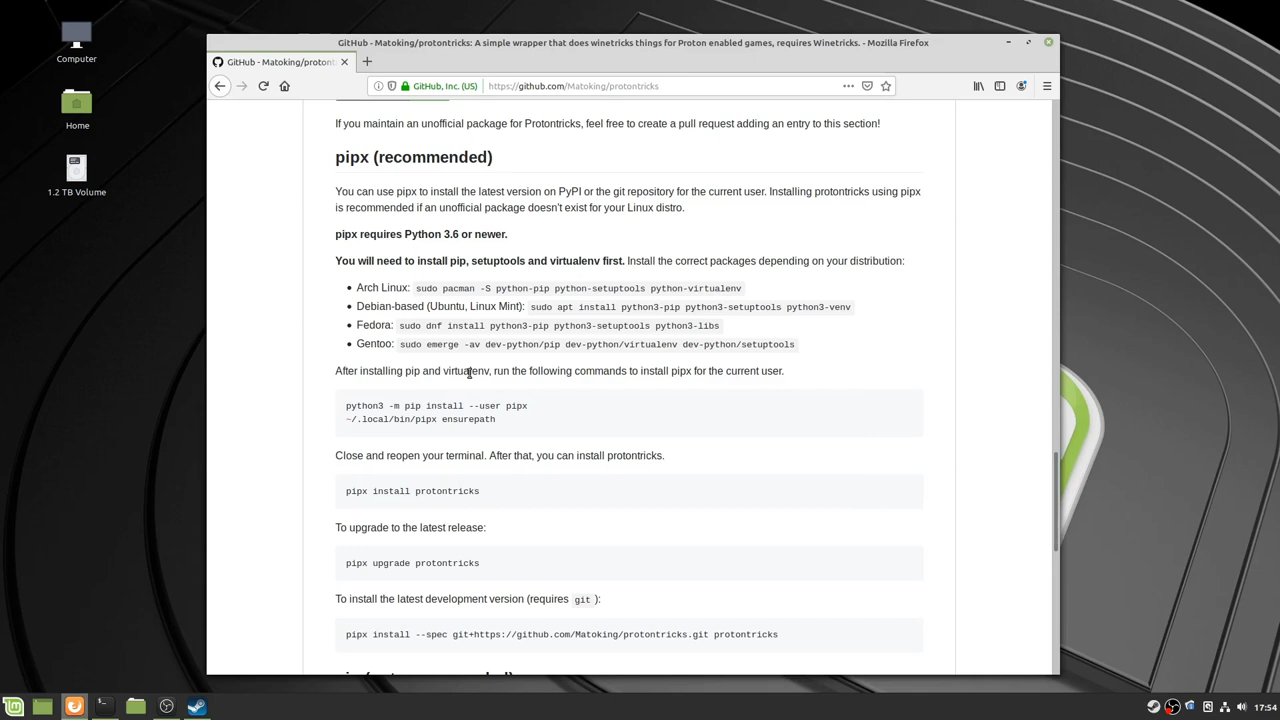 Computer
Home
1.2 TB Volume
GitHub - Matoking/protontricks: A simple wrapper that does winetricks things for Proton enabled games, requires Winetricks. - Mozilla Firefox
GitHub - Matoking/protont
GitHub, Inc. (US)
https://github.com/Matoking/protontricks
If you maintain an unofficial package for Protontricks, feel free to create a pull request adding an entry to this section!
pipx (recommended)
You can use pipx to install the latest version on PyPI or the git repository for the current user. Installing protontricks using pipx
is recommended if an unofficial package doesn't exist for your Linux distro.
pipx requires Python 3.6 or newer.
You will need to install pip, setuptools and virtualenv first. Install the correct packages depending on your distribution:
• Arch Linux: sudo pacman -S python-pip python-setuptools python-virtualenv
• Debian-based (Ubuntu, Linux Mint): sudo apt install python3-pip python3-setuptools python3-venv
• Fedora: sudo dnf install python3-pip python3-setuptools python3-libs
• Gentoo: sudo emerge -av dev-python/pip dev-python/virtualenv dev-python/setuptools
After installing pip and virtualenv, run the following commands to install pipx for the current user.
python3 -m pip install --user pipx
~/.local/bin/pipx ensurepath
Close and reopen your terminal. After that, you can install protontricks.
pipx install protontricks
To upgrade to the latest release:
pipx upgrade protontricks
To install the latest development version (requires git ):
pipx install --spec git+https://github.com/Matoking/protontricks.git protontricks
17:54